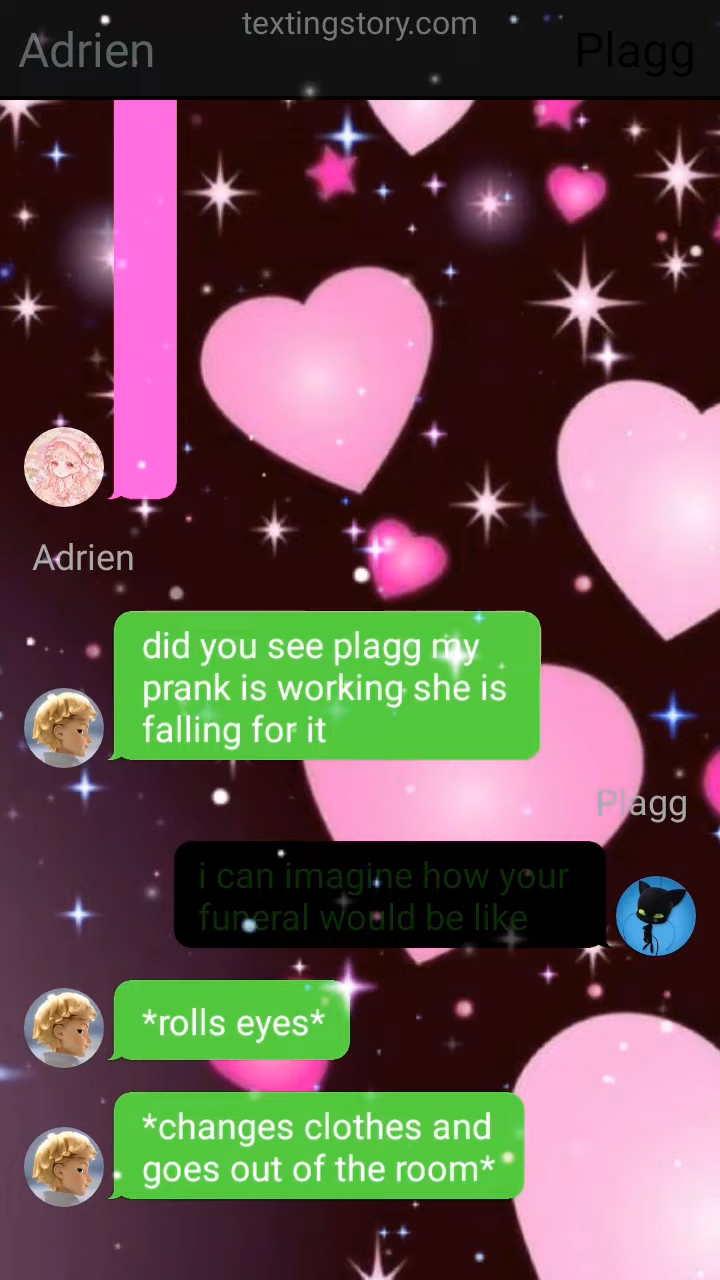 textingstory.com
Adrien
Plagg
Adrien
did you see plagg my
prank is working she is
falling for it
Plagg
i can imagine how your
funeral would be like
*rolls eyes*
*changes clothes and
goes out of the room*